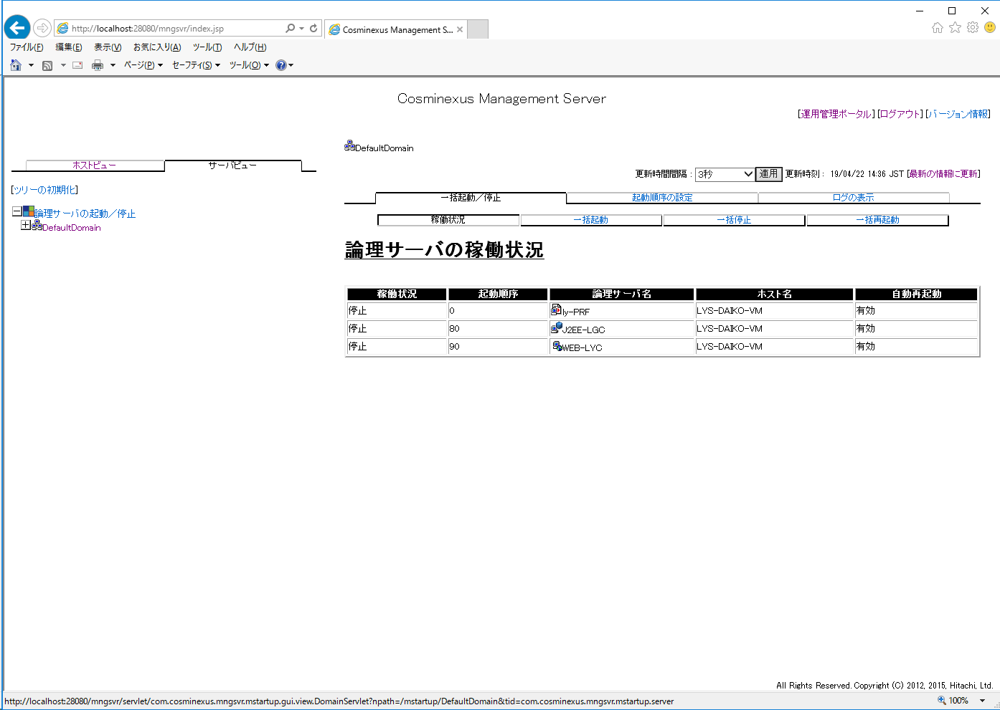 http://localhost:28080/mngsvr/index.jsp
Cosminexus Management S...
ファイル(F) 編集(E) 表示(V) お気に入り(A) ツール(T) ヘルプ(H)
ページ(P) セーフティ(S) ツール(O)
Cosminexus Management Server
[運用管理ポータル] [ログアウト] [バージョン情報]
DefaultDomain
ホストビュー サーバビュー
更新時間間隔 : 3秒 適用 更新時刻 : 19/04/22 14:36 JST [最新の情報に更新]
[ツリーの初期化]
論理サーバの起動／停止
DefaultDomain
一括起動／停止 起動順序の設定 ログの表示
稼働状況 一括起動 一括停止 一括再起動
論理サーバの稼働状況
稼働状況 起動順序 論理サーバ名 ホスト名 自動再起動
停止 0 ly-PRF LYS-DAIKO-VM 有効
停止 80 J2EE-LGC LYS-DAIKO-VM 有効
停止 90 WEB-LYC LYS-DAIKO-VM 有効
All Rights Reserved. Copyright (C) 2012, 2015, Hitachi, Ltd.
http://localhost:28080/mngsvr/servlet/com.cosminexus.mngsvr.mstartup.gui.view.DomainServlet?npath=/mstartup/DefaultDomain&tid=com.cosminexus.mngsvr.mstartup.server
100%